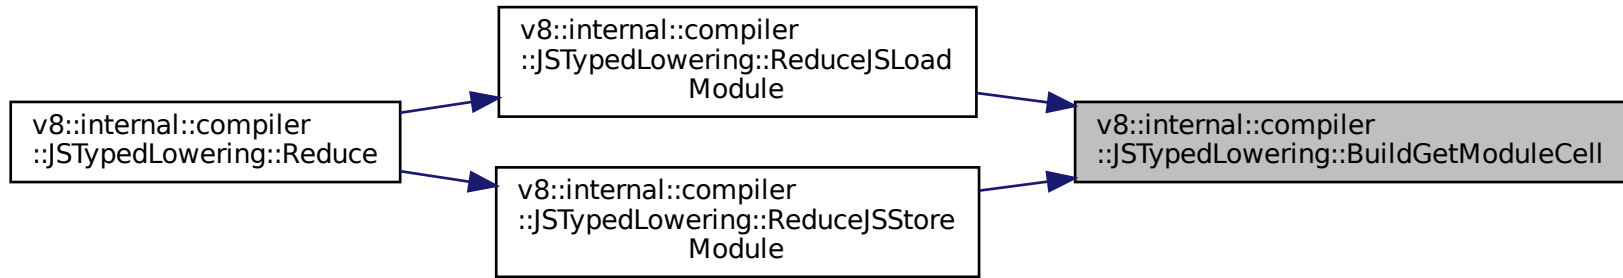 v8::internal::compiler
::JSTypedLowering::Reduce
v8::internal::compiler
::JSTypedLowering::ReduceJSLoad
Module
v8::internal::compiler
::JSTypedLowering::ReduceJSStore
Module
v8::internal::compiler
::JSTypedLowering::BuildGetModuleCell